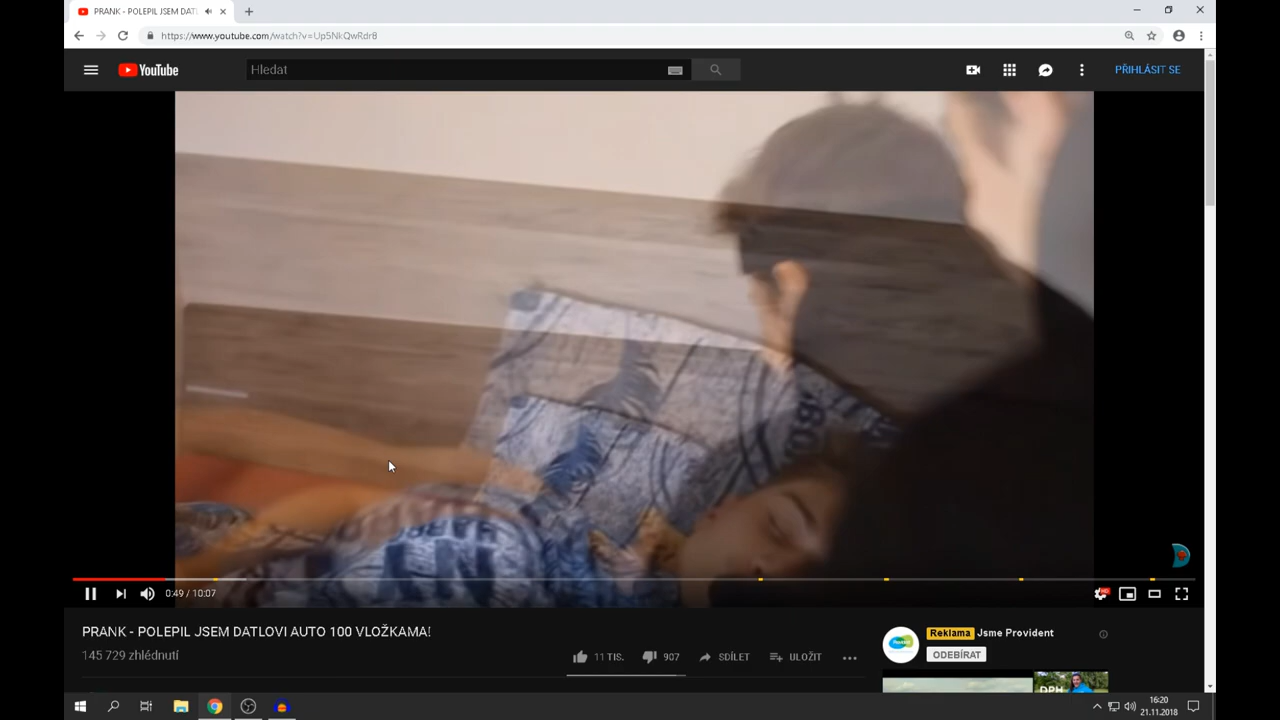 PRANK - POLEPIL JSEM DATL
https://www.youtube.com/watch?v=Up5NkQwRdr8
YouTube
Hledat
PŘIHLÁSIT SE
0:49 / 10:07
PRANK - POLEPIL JSEM DATLOVI AUTO 100 VLOŽKAMA!
145 729 zhlédnutí
11 TIS.
907
SDÍLET
ULOŽIT
Reklama Jsme Provident
ODEBÍRAT
DPH
16:20
21.11.2018